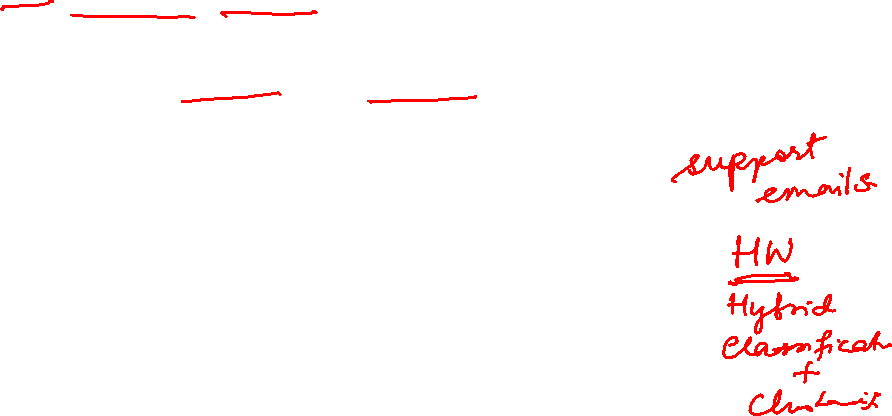 support
emails
HW
Hybrid
Classificatn
+